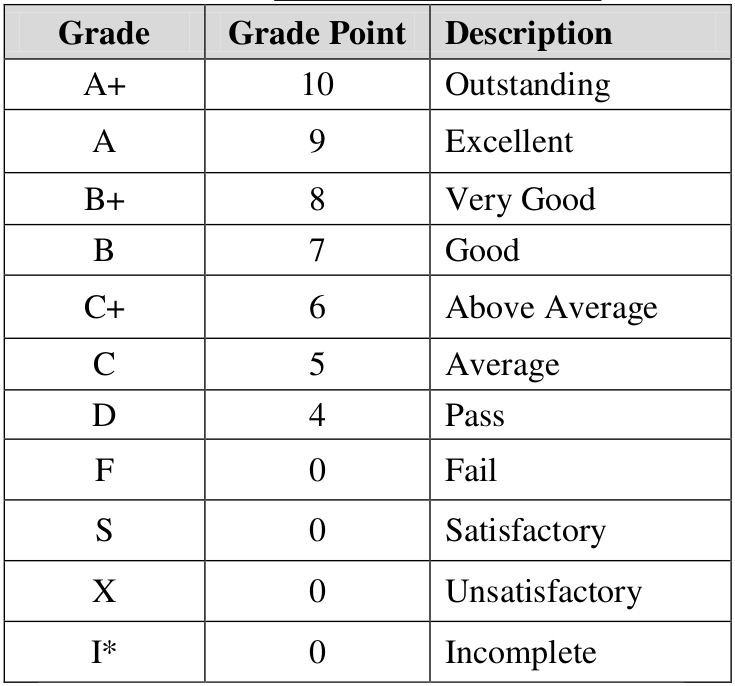 Grade Grade Point Description
A+ 10 Outstanding
A 9 Excellent
B+ 8 Very Good
B 7 Good
C+ 6 Above Average
C 5 Average
D 4 Pass
F 0 Fail
S 0 Satisfactory
X 0 Unsatisfactory
I* 0 Incomplete